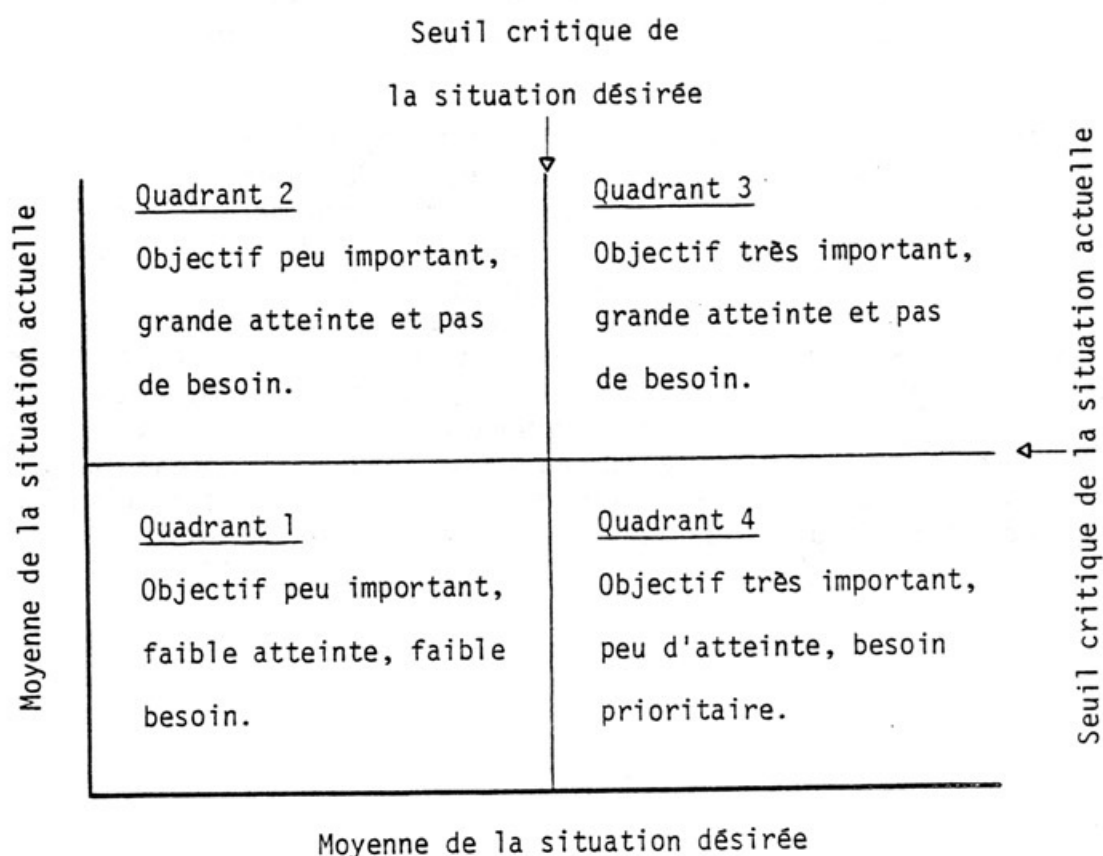 Seuil critique de
la situation désirée
Moyenne de la situation actuelle
Quadrant 2
Objectif peu important,
grande atteinte et pas
de besoin.
Quadrant 3
Objectif très important,
grande atteinte et pas
de besoin.
Seuil critique de la situation actuelle
Quadrant 1
Objectif peu important,
faible atteinte, faible
besoin.
Quadrant 4
Objectif très important,
peu d'atteinte, besoin
prioritaire.
Moyenne de la situation désirée